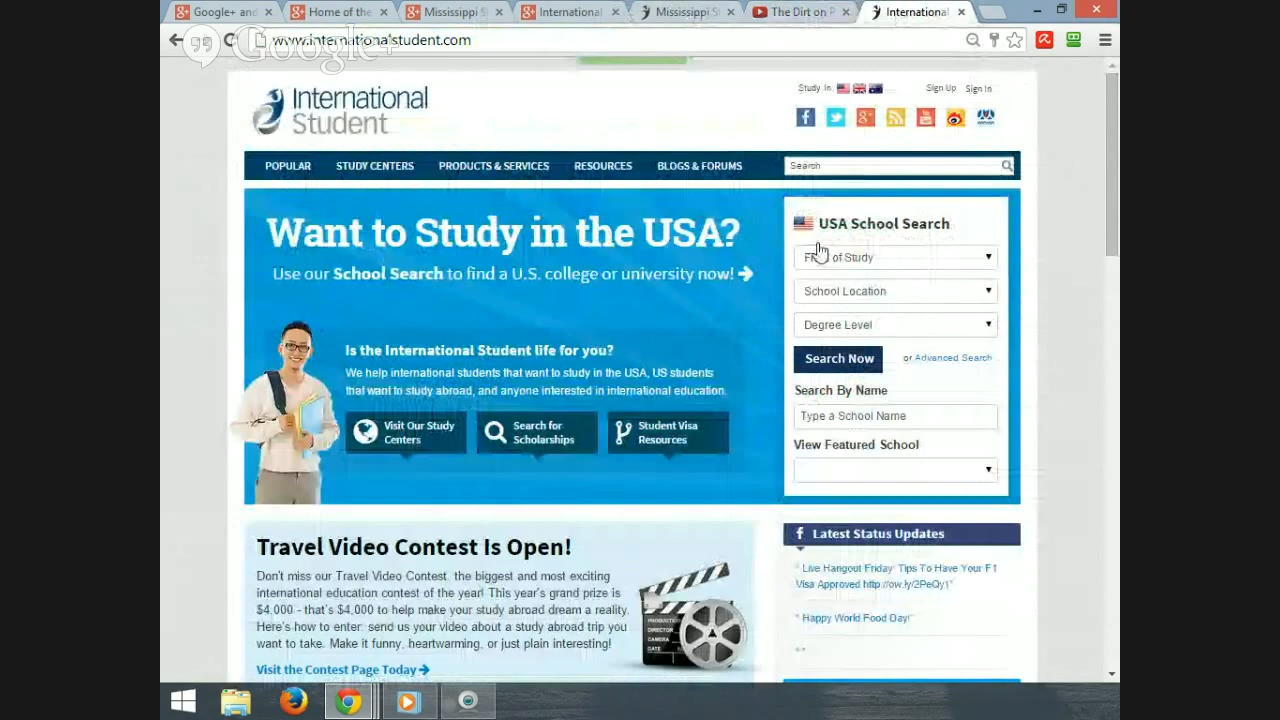 Google+ and
Home of the
Mississippi S
International
Mississippi S
The Dirt on P
International
www.internationalstudent.com
Google+
International
Student
Study In
Sign Up
Sign In
POPULAR
STUDY CENTERS
PRODUCTS & SERVICES
RESOURCES
BLOGS & FORUMS
Search
Want to Study in the USA?
Use our School Search to find a U.S. college or university now!
Is the International Student life for you?
We help international students that want to study in the USA, US students
that want to study abroad, and anyone interested in international education.
Visit Our Study
Centers
Search for
Scholarships
Student Visa
Resources
USA School Search
of Study
School Location
Degree Level
Search Now
or Advanced Search
Search By Name
Type a School Name
View Featured School
Travel Video Contest Is Open!
Don't miss our Travel Video Contest, the biggest and most exciting
international education contest of the year! This year's grand prize is
$4,000 - that's $4,000 to help make your study abroad dream a reality.
Here's how to enter: send us your video about a study abroad trip you
want to take. Make it funny, heartwarming, or just plain interesting!
Visit the Contest Page Today
PRODUCTION
DIRECTOR
CAMERA
DATE
f Latest Status Updates
" Live Hangout Friday: Tips To Have Your F1
Visa Approved http://ow.ly/2PeQy1"
" Happy World Food Day!"